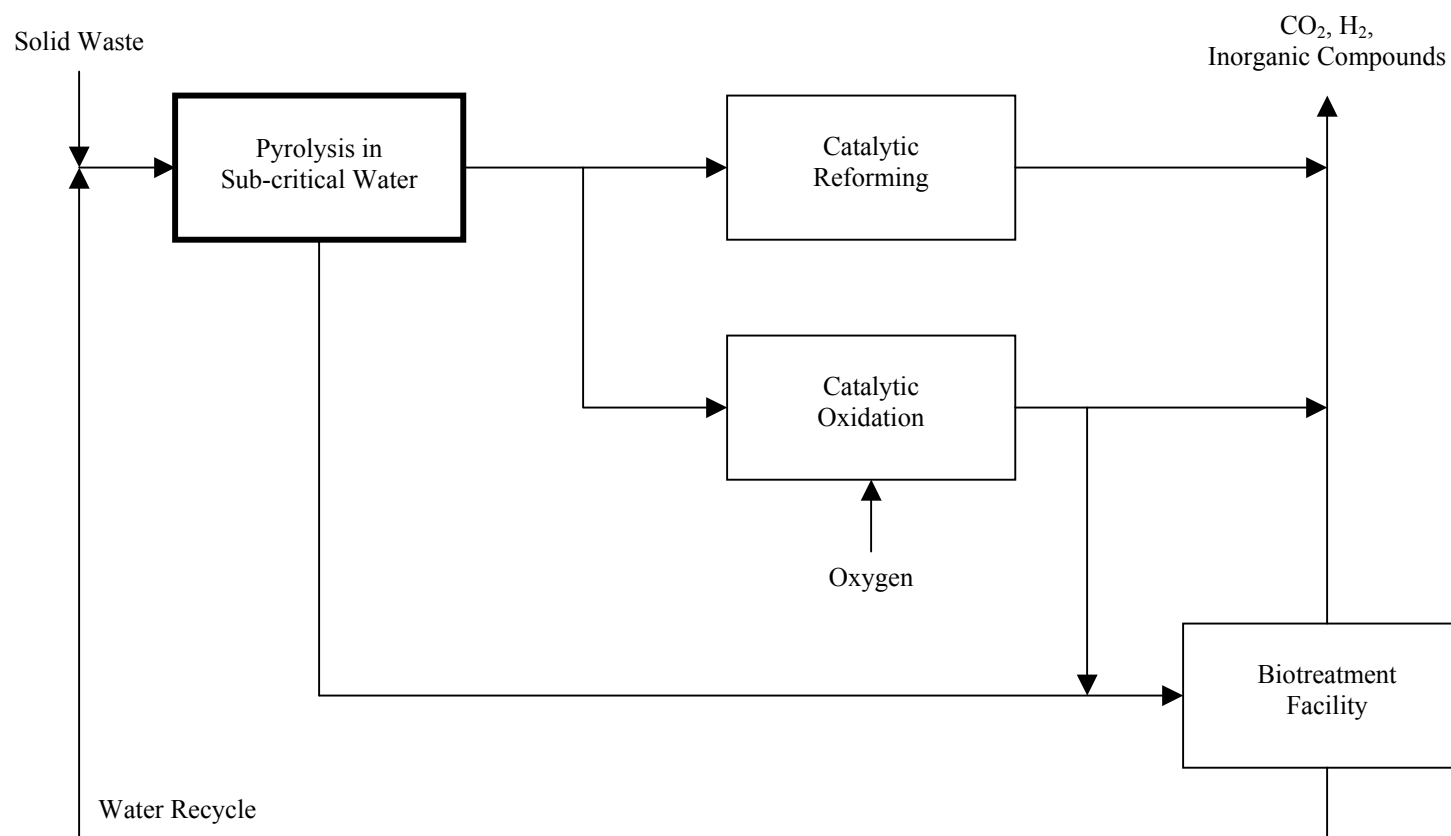 Solid Waste
CO₂, H₂,
Inorganic Compounds
Pyrolysis in
Sub-critical Water
Catalytic
Reforming
Catalytic
Oxidation
Oxygen
Biotreatment
Facility
Water Recycle